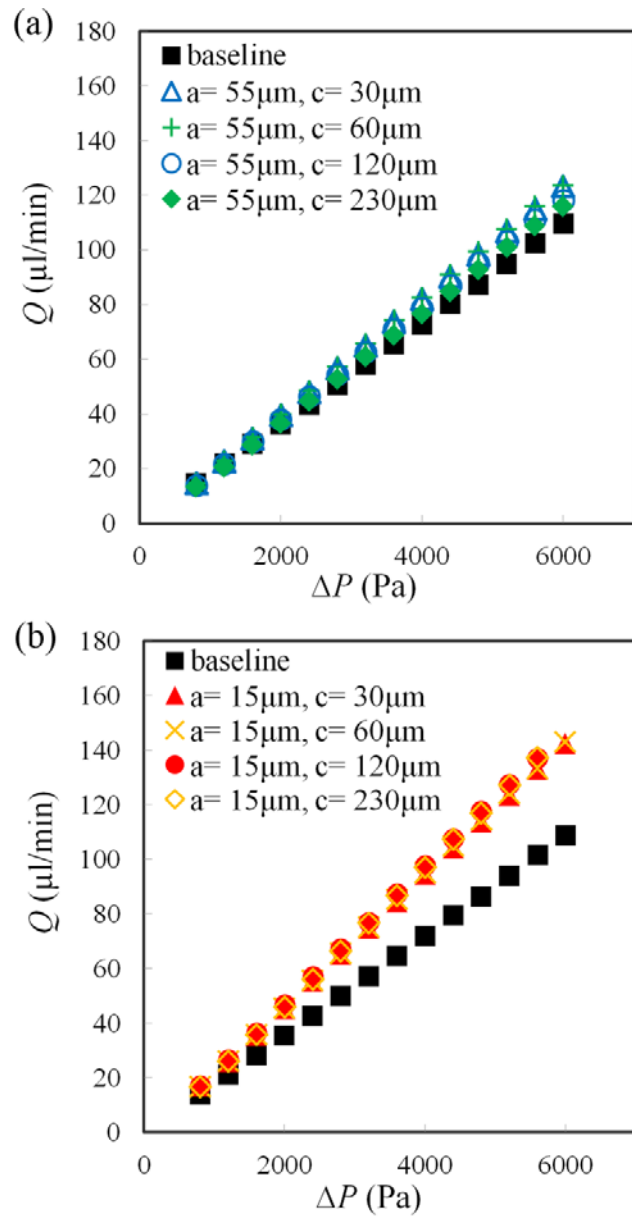 (a)
180
160
140
120
100
80
60
40
20
0
Q (μl/min)
baseline
a= 55μm, c= 30μm
a= 55μm, c= 60μm
a= 55μm, c= 120μm
a= 55μm, c= 230μm
0 2000 4000 6000
ΔP (Pa)
(b)
180
160
140
120
100
80
60
40
20
0
Q (μl/min)
baseline
a= 15μm, c= 30μm
a= 15μm, c= 60μm
a= 15μm, c= 120μm
a= 15μm, c= 230μm
0 2000 4000 6000
ΔP (Pa)